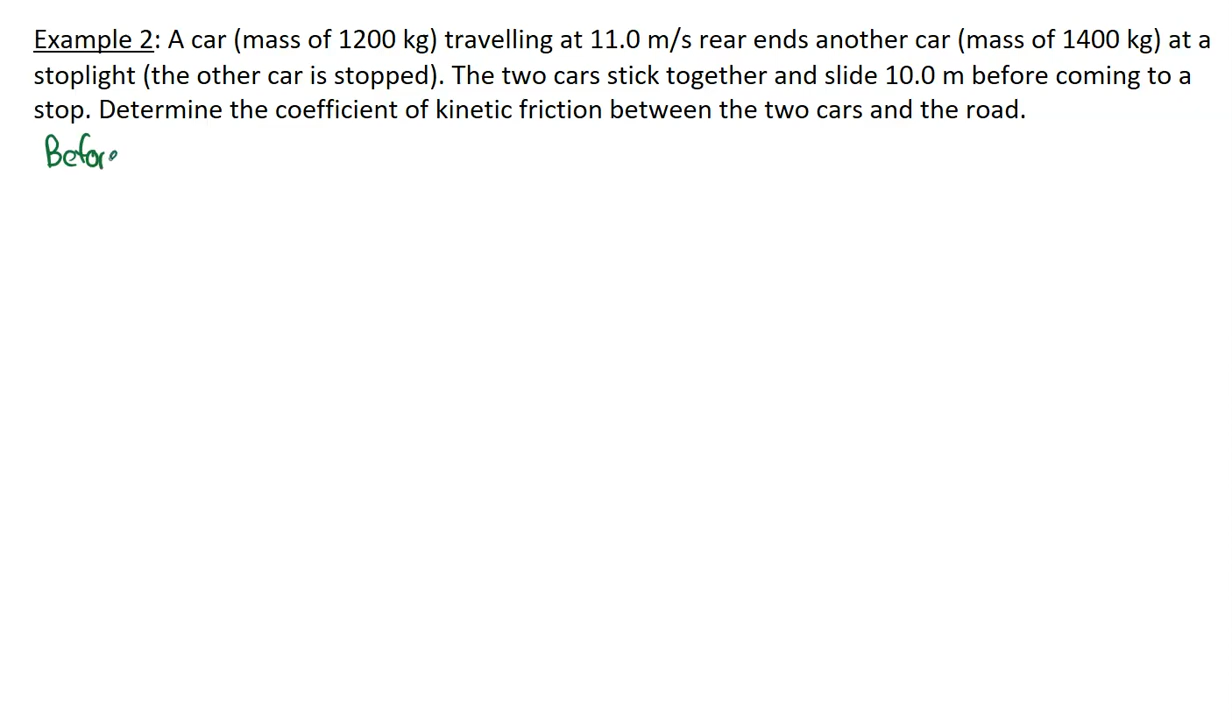 Example 2: A car (mass of 1200 kg) travelling at 11.0 m/s rear ends another car (mass of 1400 kg) at a
stoplight (the other car is stopped). The two cars stick together and slide 10.0 m before coming to a
stop. Determine the coefficient of kinetic friction between the two cars and the road.
Before